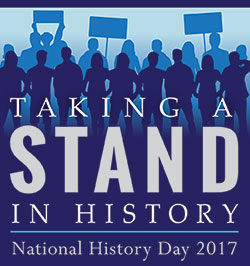 TAKING A
STAND
IN HISTORY
National History Day 2017